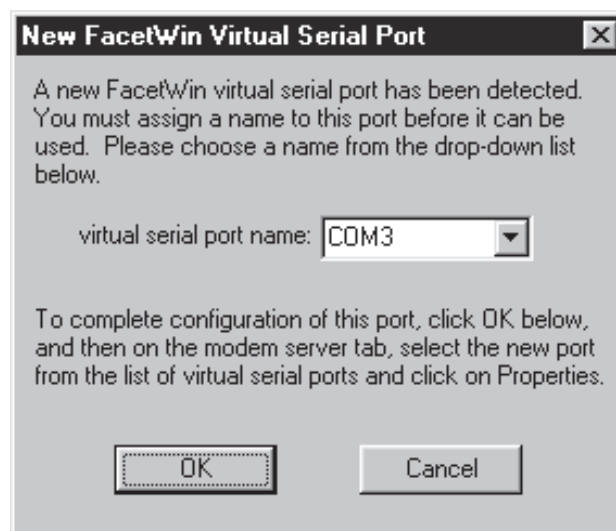 New FacetWin Virtual Serial Port
A new FacetWin virtual serial port has been detected.
You must assign a name to this port before it can be
used. Please choose a name from the drop-down list
below.
virtual serial port name: COM3
To complete configuration of this port, click OK below,
and then on the modem server tab, select the new port
from the list of virtual serial ports and click on Properties.
OK Cancel